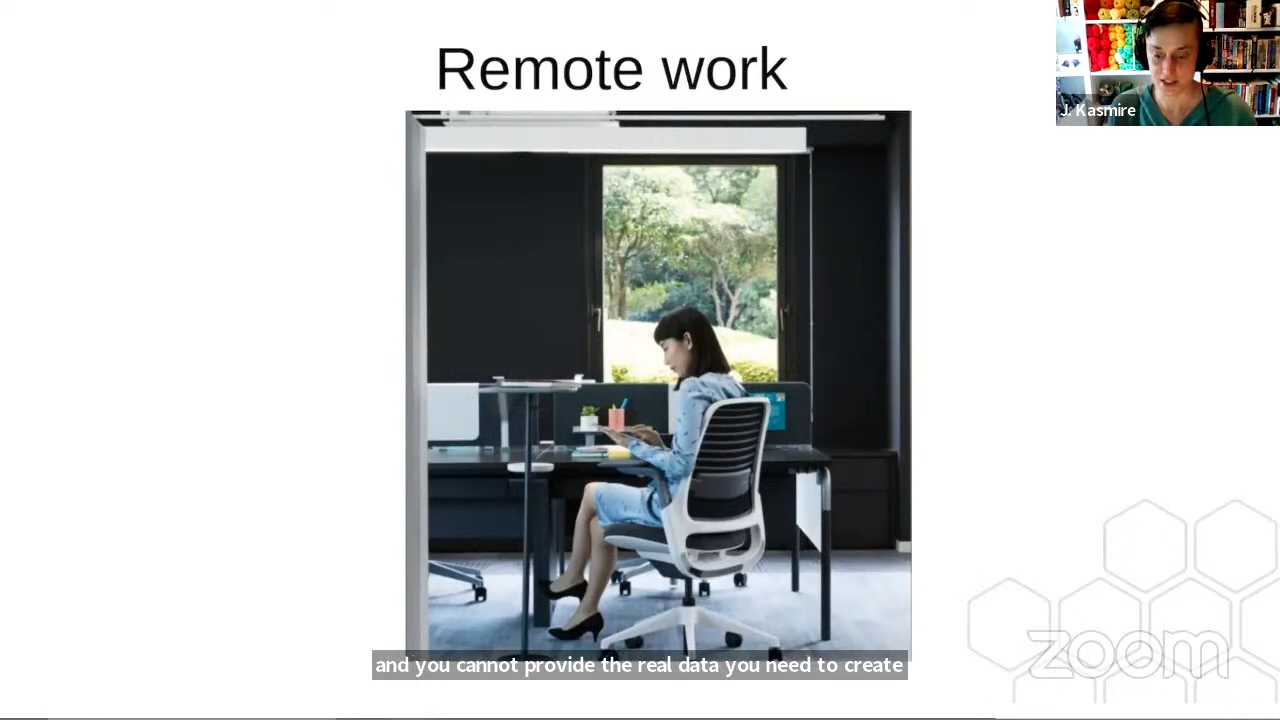 Remote work
J. Kasmire
and you cannot provide the real data you need to create
zoom